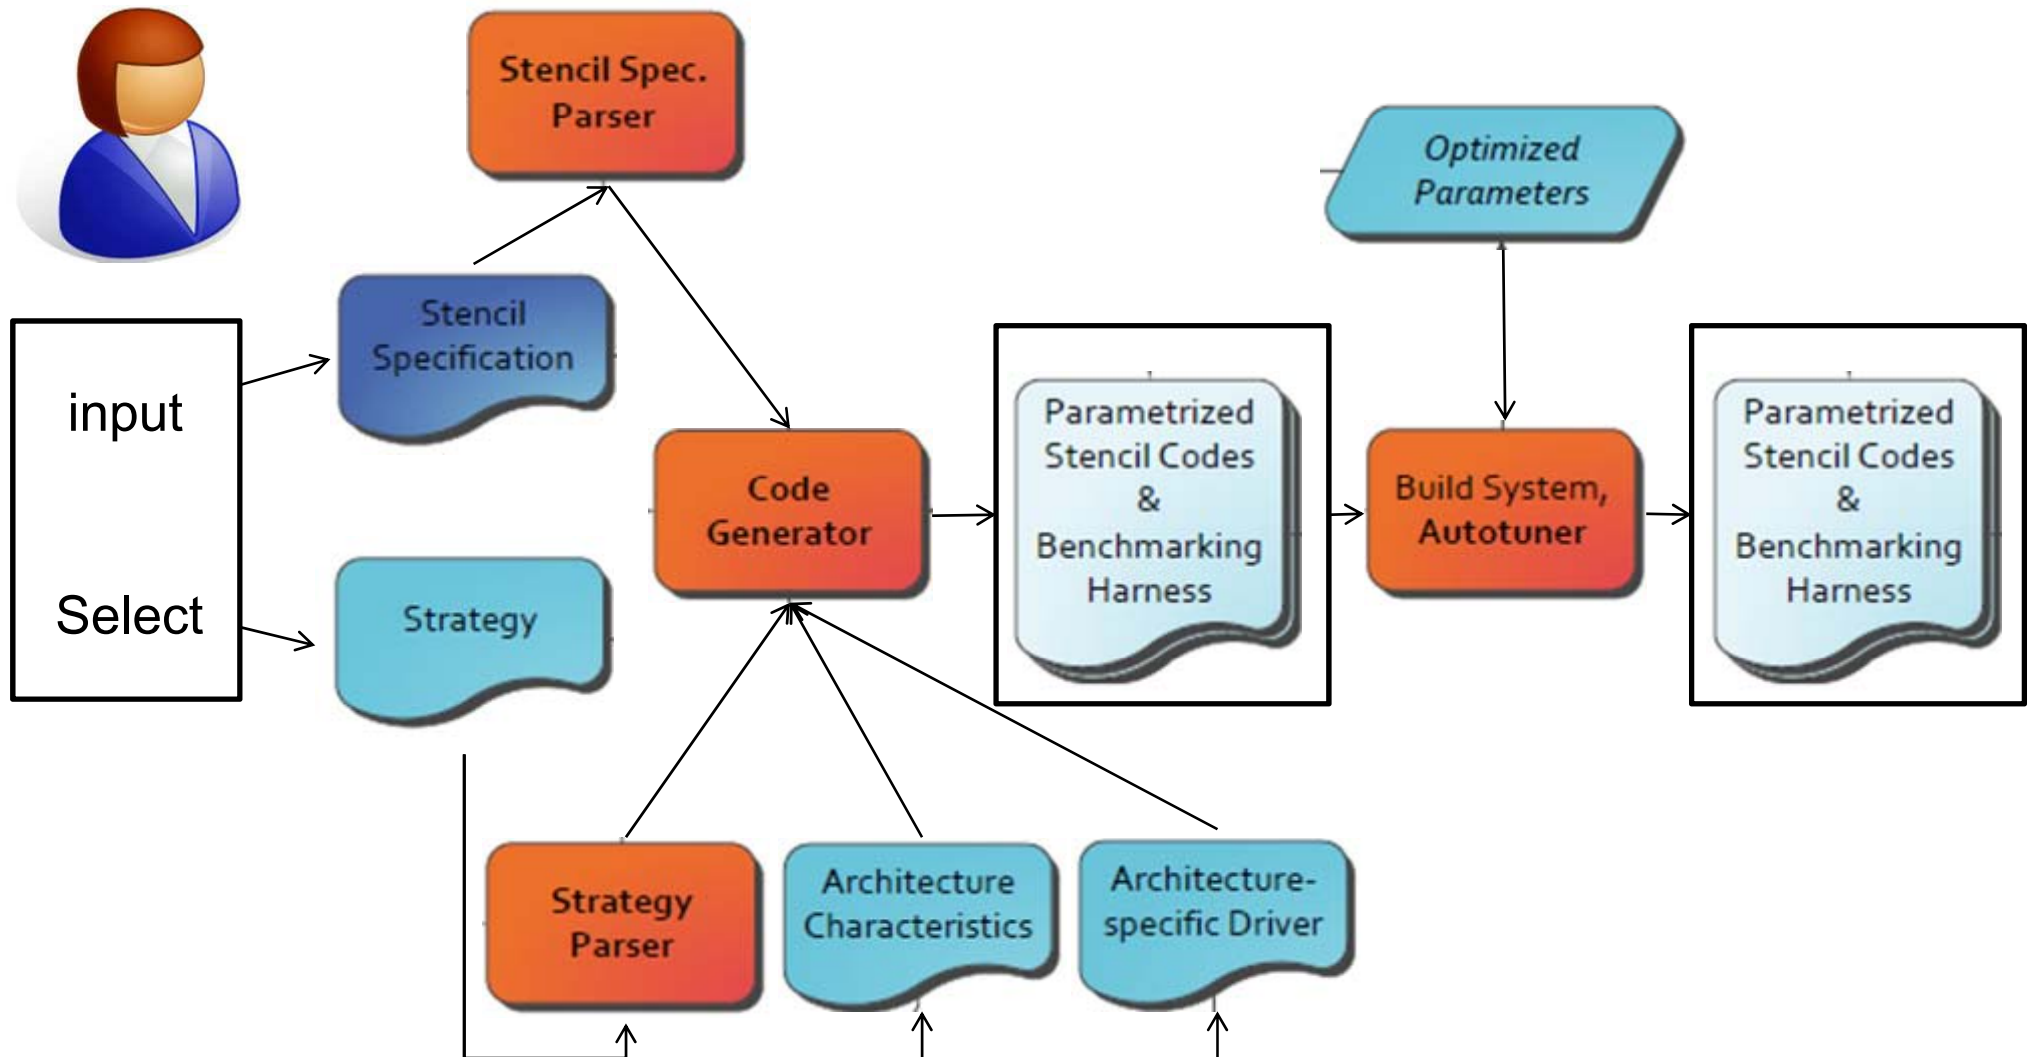 Stencil Spec.
Parser
Optimized
Parameters
Stencil
Specification
input
Select
Strategy
Code
Generator
Parametrized
Stencil Codes
&
Benchmarking
Harness
Build System,
Autotuner
Parametrized
Stencil Codes
&
Benchmarking
Harness
Strategy
Parser
Architecture
Characteristics
Architecture-
specific Driver